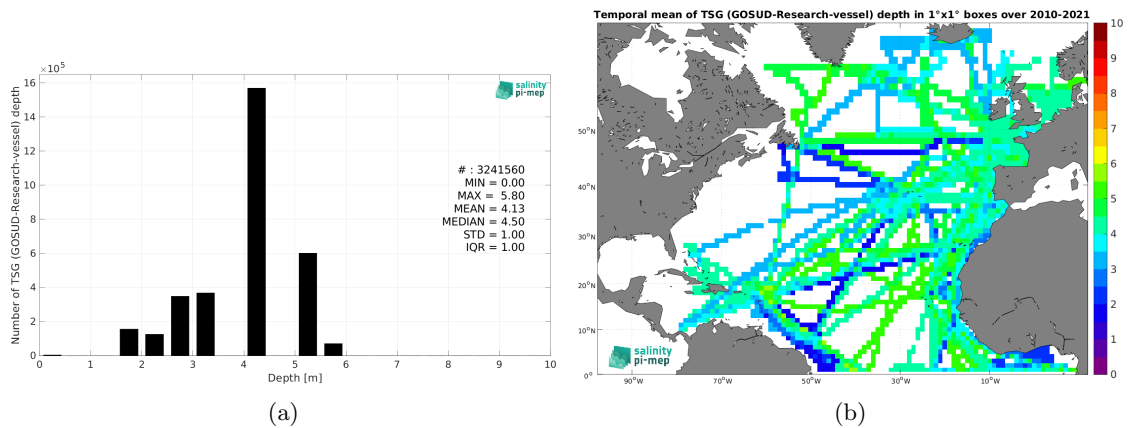 ×10⁵
16
14
12
10
8
6
4
2
0
Number of TSG (GOSUD-Research-vessel) depth
0 1 2 3 4 5 6 7 8 9 10
Depth [m]
salinity
pi-mep
# : 3241560
MIN = 0.00
MAX = 5.80
MEAN = 4.13
MEDIAN = 4.50
STD = 1.00
IQR = 1.00
(a)
Temporal mean of TSG (GOSUD-Research-vessel) depth in 1°x1° boxes over 2010-2021
50°N
40°N
30°N
20°N
10°N
0°
90°W 70°W 50°W 30°W 10°W
salinity
pi-mep
10
9
8
7
6
5
4
3
2
1
0
(b)